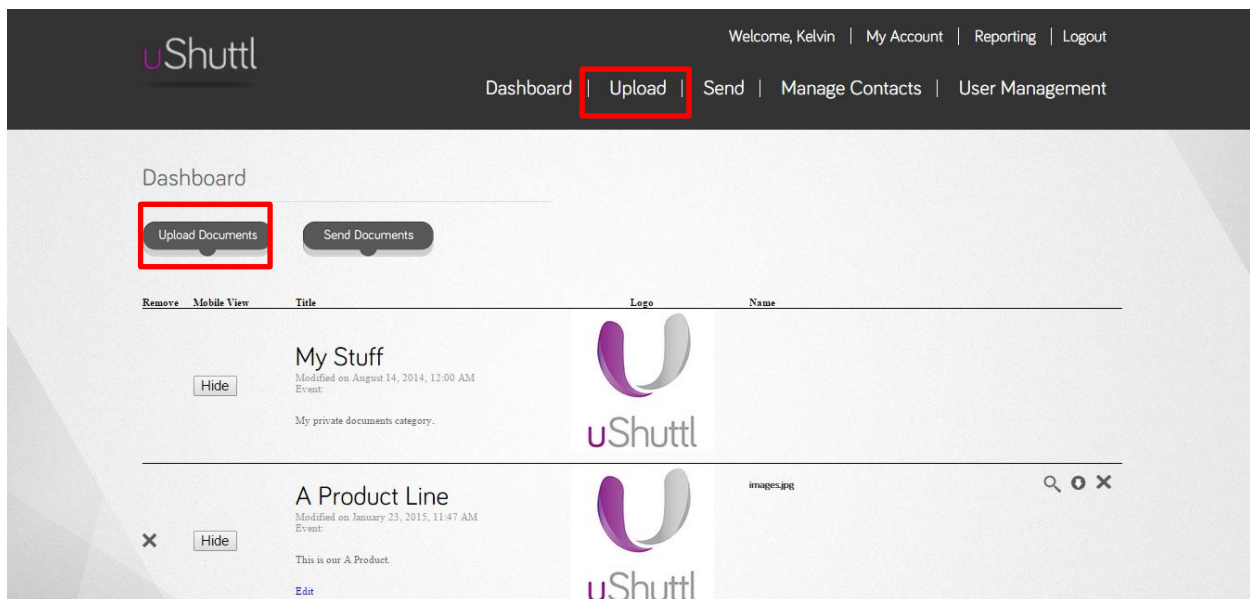 uShuttl
Welcome, Kelvin | My Account | Reporting | Logout
Dashboard | Upload | Send | Manage Contacts | User Management
Dashboard
Upload Documents Send Documents
Remove Mobile View Title Logo Name
My Stuff
Modified on August 14, 2014, 12:00 AM
Event:
Hide
My private documents category.
uShuttl
A Product Line
images.jpg
Modified on January 23, 2015, 11:47 AM
Event:
Hide
This is our A Product.
Edit
uShuttl